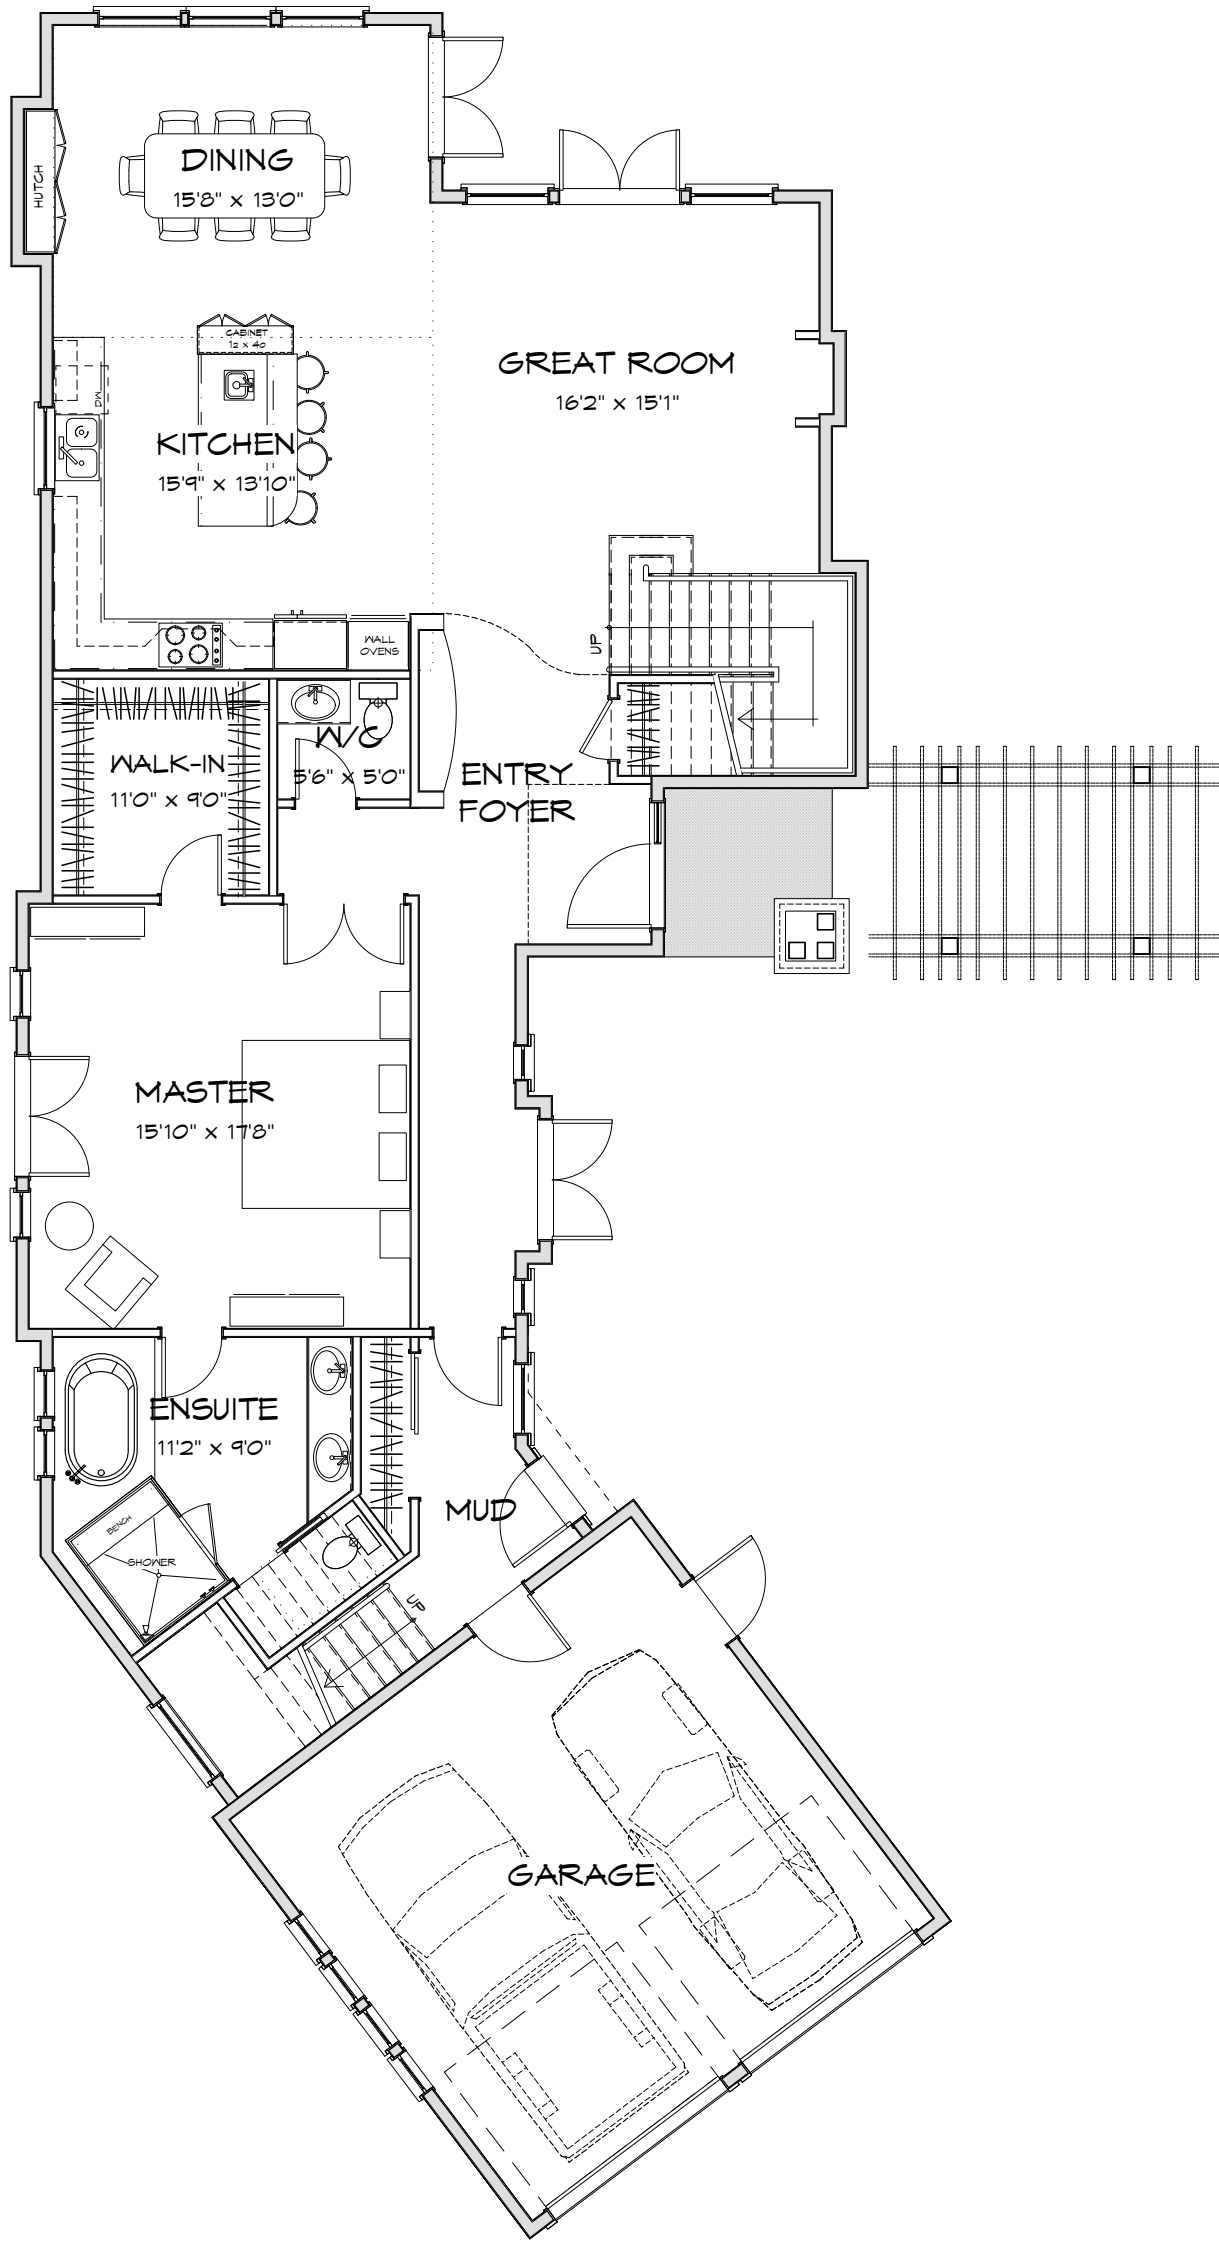 DINING
15'8" x 13'0"
HUTCH
CABINET
12 x 40
GREAT ROOM
16'2" x 15'1"
DW
KITCHEN
15'9" x 13'10"
UP
WALL
OVENS
W/C
5'6" x 5'0"
WALK-IN
11'0" x 9'0"
ENTRY
FOYER
MASTER
15'10" x 17'8"
ENSUITE
11'2" x 9'0"
MUD
BENCH
SHOWER
UP
GARAGE